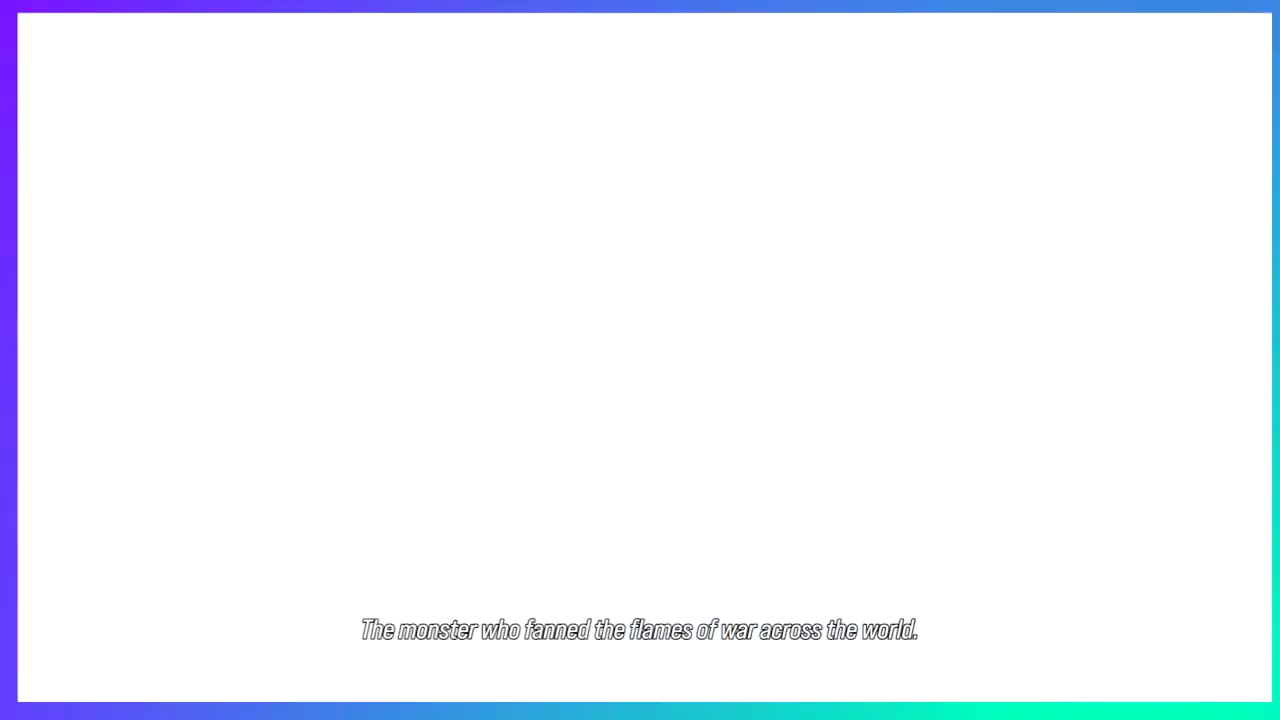 The monster who fanned the flames of war across the world.